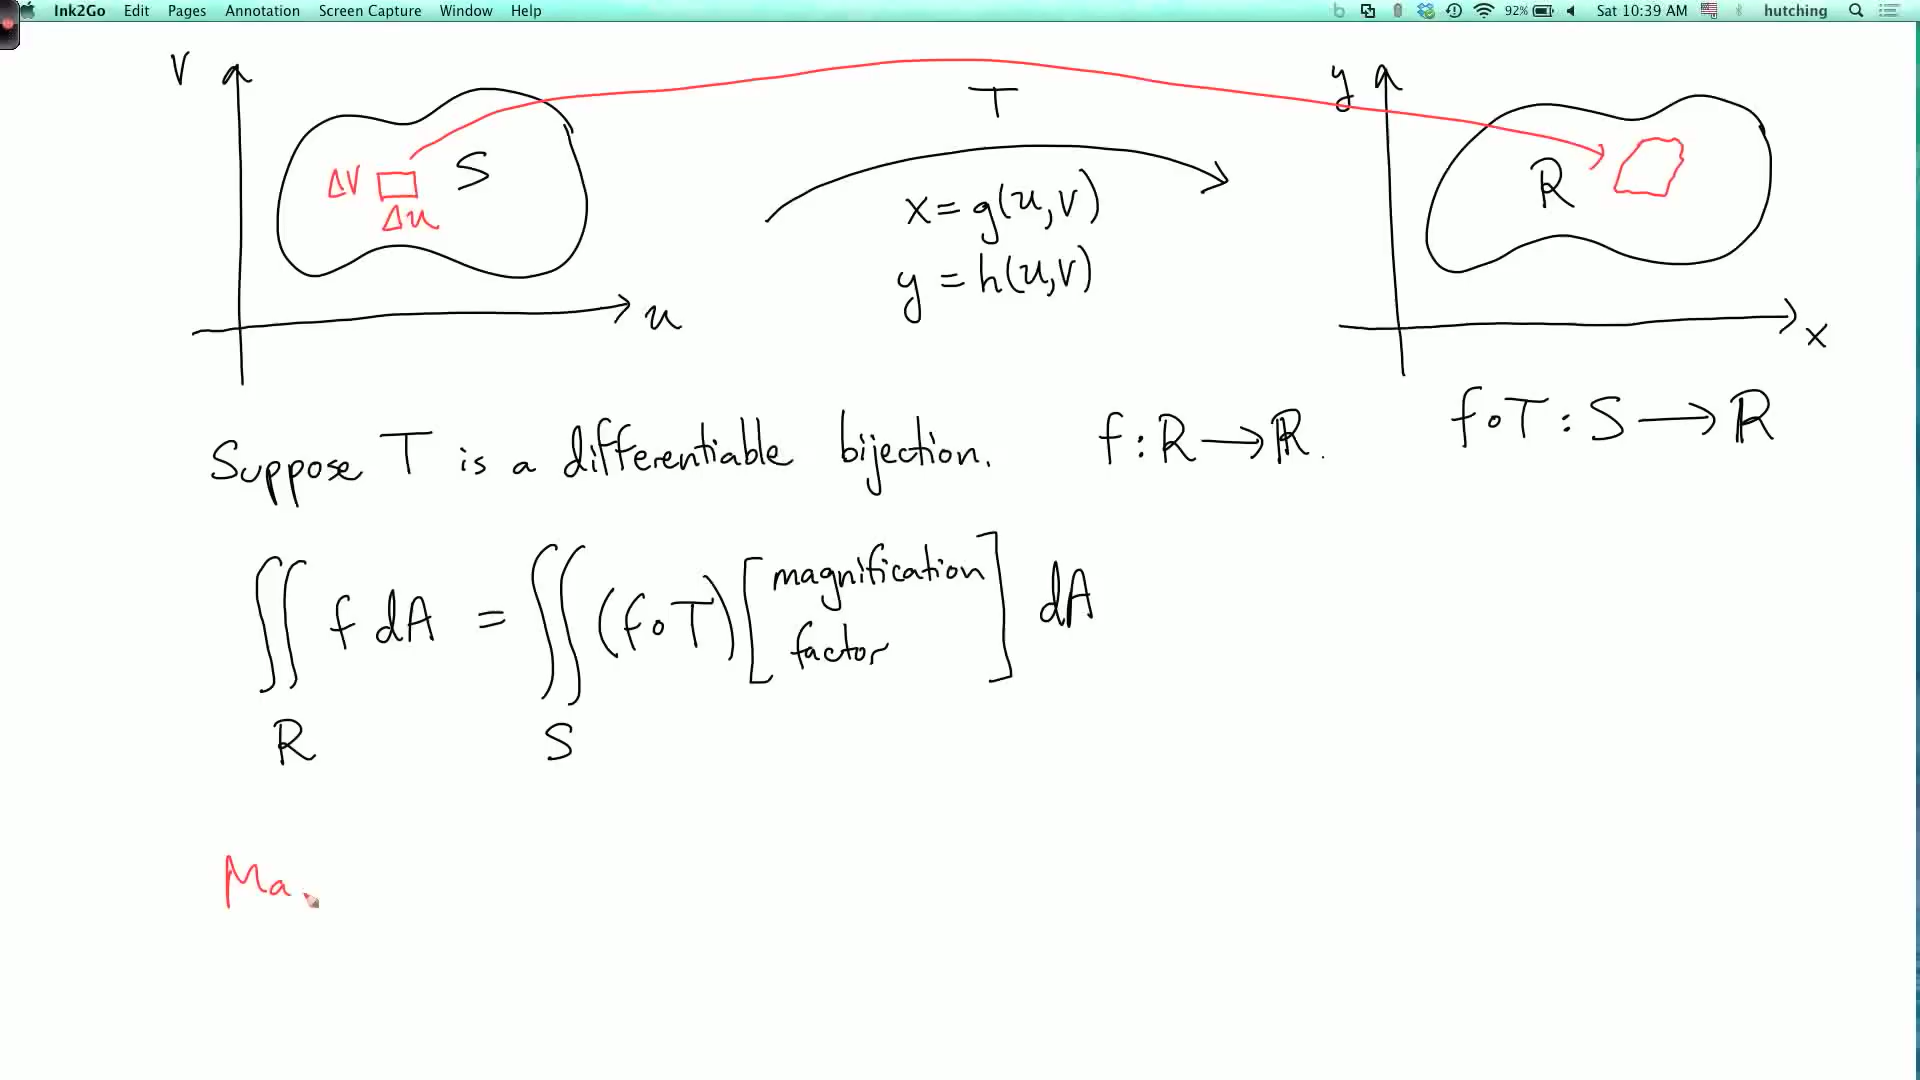 Ink2Go Edit Pages Annotation Screen Capture Window Help 92% Sat 10:39 AM hutching
V
S
ΔV
Δu
u
T
x = g(u,v)
y = h(u,v)
y
R
x
Suppose T is a differentiable bijection. f: R → ℝ. f∘T : S → ℝ
∬ f dA = ∬ (f∘T) [magnification factor] dA
R S
Ma